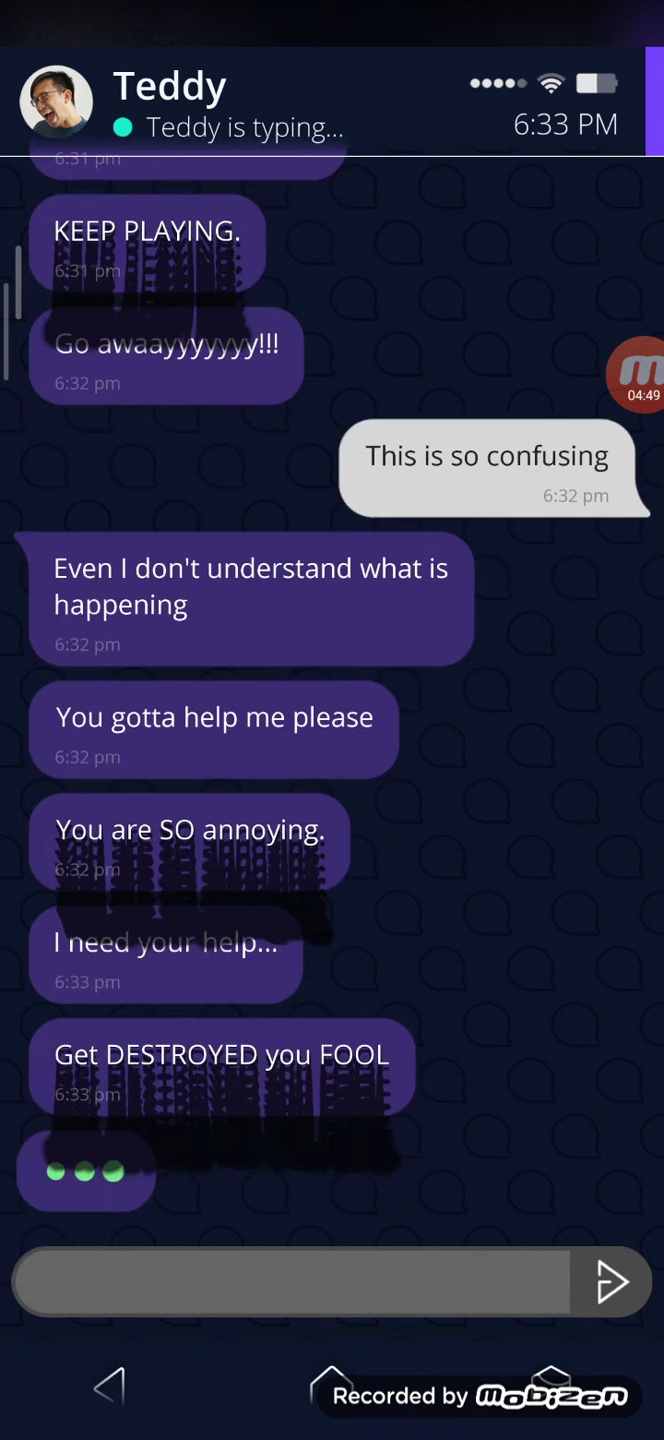 Teddy
Teddy is typing...
6:33 PM
6:31 pm
KEEP PLAYING.
6:31 pm
Go awaayyyyyyy!!!
6:32 pm
04:49
This is so confusing
6:32 pm
Even I don't understand what is
happening
6:32 pm
You gotta help me please
6:32 pm
You are SO annoying.
6:32 pm
I need your help...
6:33 pm
Get DESTROYED you FOOL
6:33 pm
Recorded by mobizen